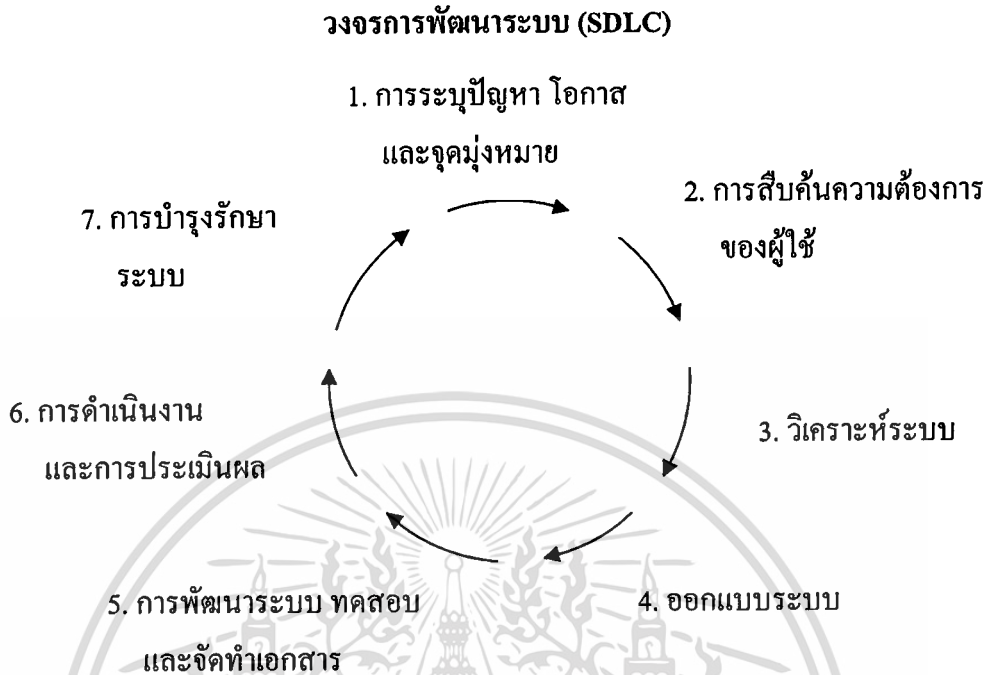 วงจรการพัฒนาระบบ (SDLC)
1. การระบุปัญหา โอกาส
และจุดมุ่งหมาย
2. การสืบค้นความต้องการ
ของผู้ใช้
3. วิเคราะห์ระบบ
4. ออกแบบระบบ
5. การพัฒนาระบบ ทดสอบ
และจัดทำเอกสาร
6. การดำเนินงาน
และการประเมินผล
7. การบำรุงรักษา
ระบบ